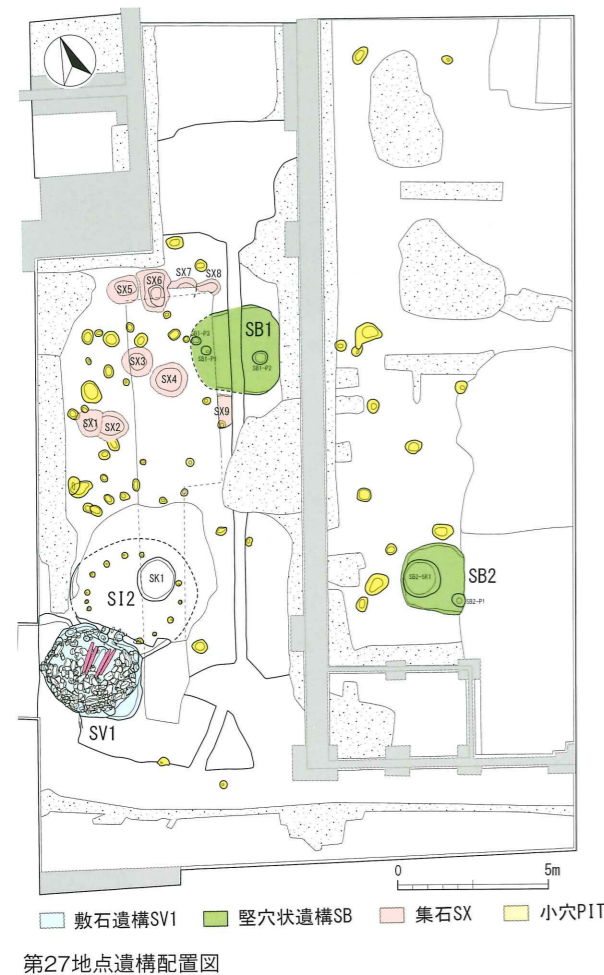 SX5
SX6
SX7
SX8
SB1
SB1-P3
SB1-P1
SB1-P2
SX3
SX4
SX9
SX1
SX2
SK1
SI2
SB2-SK1
SB2
SB2-P1
SV1
0
5m
敷石遺構SV1
竪穴状遺構SB
集石SX
小穴PIT
第27地点遺構配置図